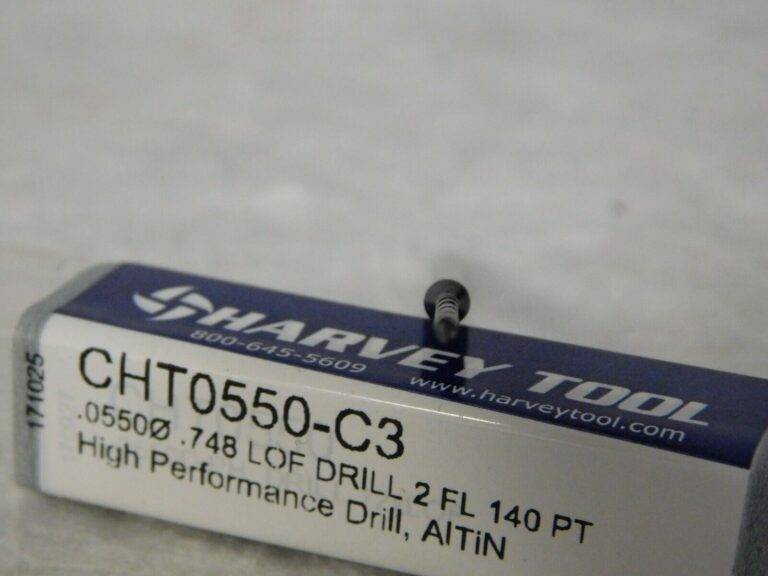 HARVEY TOOL
800-645-5609
www.harveytool.com
CHT0550-C3
.0550Ø .748 LOF DRILL 2 FL 140 PT
High Performance Drill, AlTiN
171025